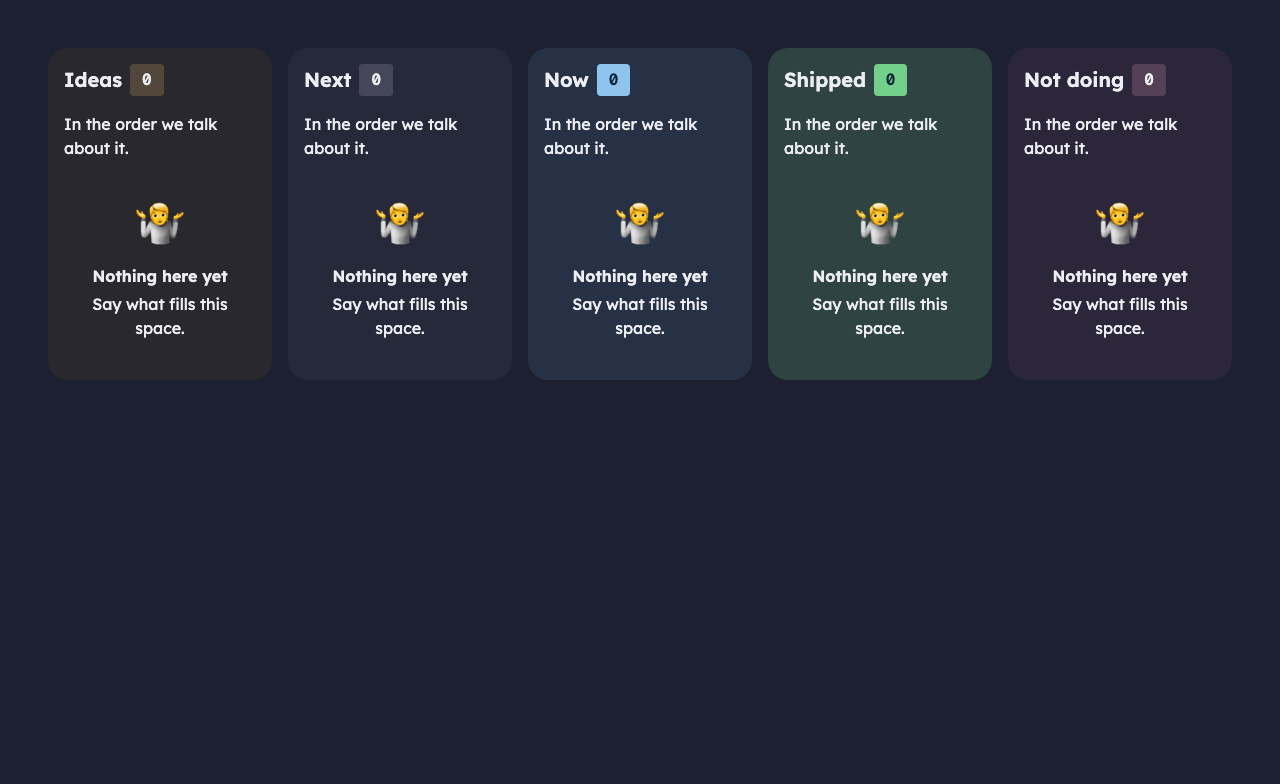 Ideas 0
In the order we talk
about it.
Nothing here yet
Say what fills this
space.
Next 0
In the order we talk
about it.
Nothing here yet
Say what fills this
space.
Now 0
In the order we talk
about it.
Nothing here yet
Say what fills this
space.
Shipped 0
In the order we talk
about it.
Nothing here yet
Say what fills this
space.
Not doing 0
In the order we talk
about it.
Nothing here yet
Say what fills this
space.